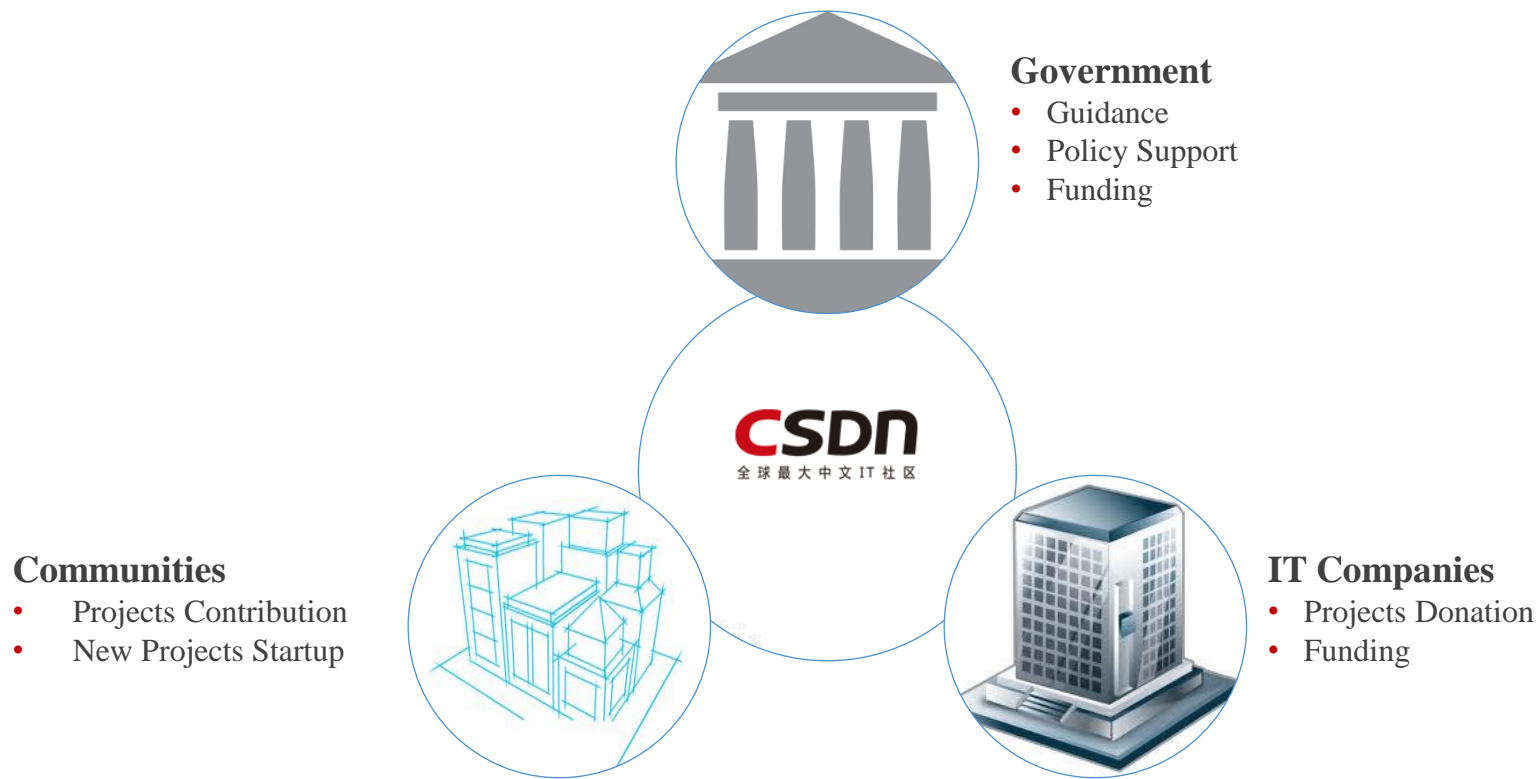 Government
• Guidance
• Policy Support
• Funding
CSDN
全球最大中文IT社区
Communities
• Projects Contribution
• New Projects Startup
IT Companies
• Projects Donation
• Funding